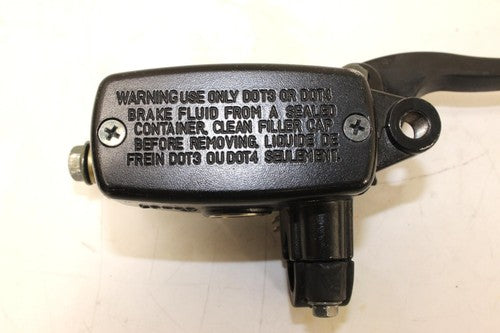 WARNING USE ONLY DOT3 OR DOT4
BRAKE FLUID FROM A SEALED
CONTAINER, CLEAN FILLER CAP
BEFORE REMOVING. LIQUIDE DE
FREIN DOT3 OU DOT4 SEULEMENT.